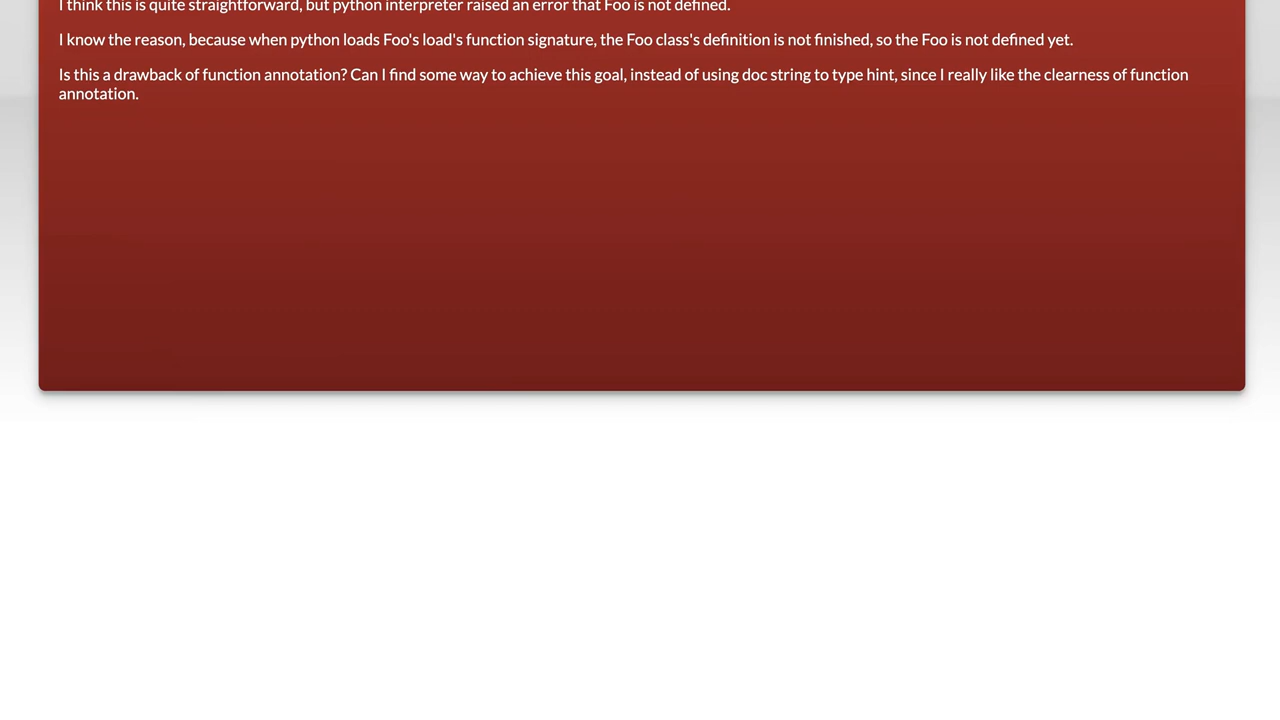 I think this is quite straightforward, but python interpreter raised an error that Foo is not defined.
I know the reason, because when python loads Foo's load's function signature, the Foo class's definition is not finished, so the Foo is not defined yet.
Is this a drawback of function annotation? Can I find some way to achieve this goal, instead of using doc string to type hint, since I really like the clearness of function
annotation.